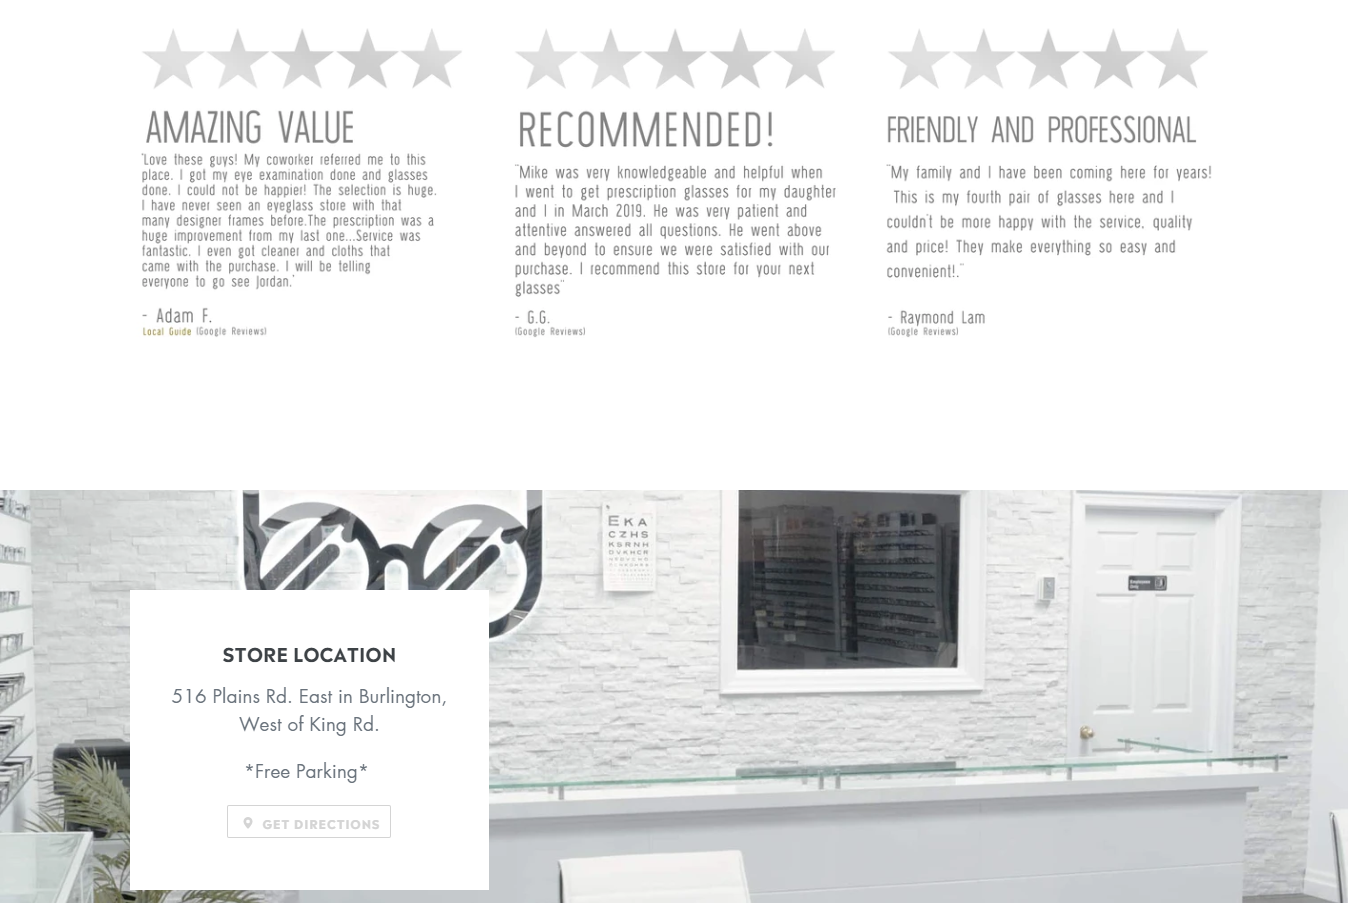 AMAZING VALUE
"Love these guys! My coworker referred me to this
place. I got my eye examination done and glasses
done. I could not be happier! The selection is huge.
I have never seen an eyeglass store with that
many designer frames before.The prescription was a
huge improvement from my last one...Service was
fantastic. I even got cleaner and cloths that
came with the purchase. I will be telling
everyone to go see Jordan."
- Adam F.
Local Guide (Google Reviews)
RECOMMENDED!
"Mike was very knowledgeable and helpful when
I went to get prescription glasses for my daughter
and I in March 2019. He was very patient and
attentive answered all questions. He went above
and beyond to ensure we were satisfied with our
purchase. I recommend this store for your next
glasses"
- G.G.
(Google Reviews)
FRIENDLY AND PROFESSIONAL
"My family and I have been coming here for years!
This is my fourth pair of glasses here and I
couldn't be more happy with the service, quality
and price! They make everything so easy and
convenient!."
- Raymond Lam
(Google Reviews)
EKA
CZHS
KSRNH
DVKHCR
Employees
Only
STORE LOCATION
516 Plains Rd. East in Burlington,
West of King Rd.
*Free Parking*
GET DIRECTIONS